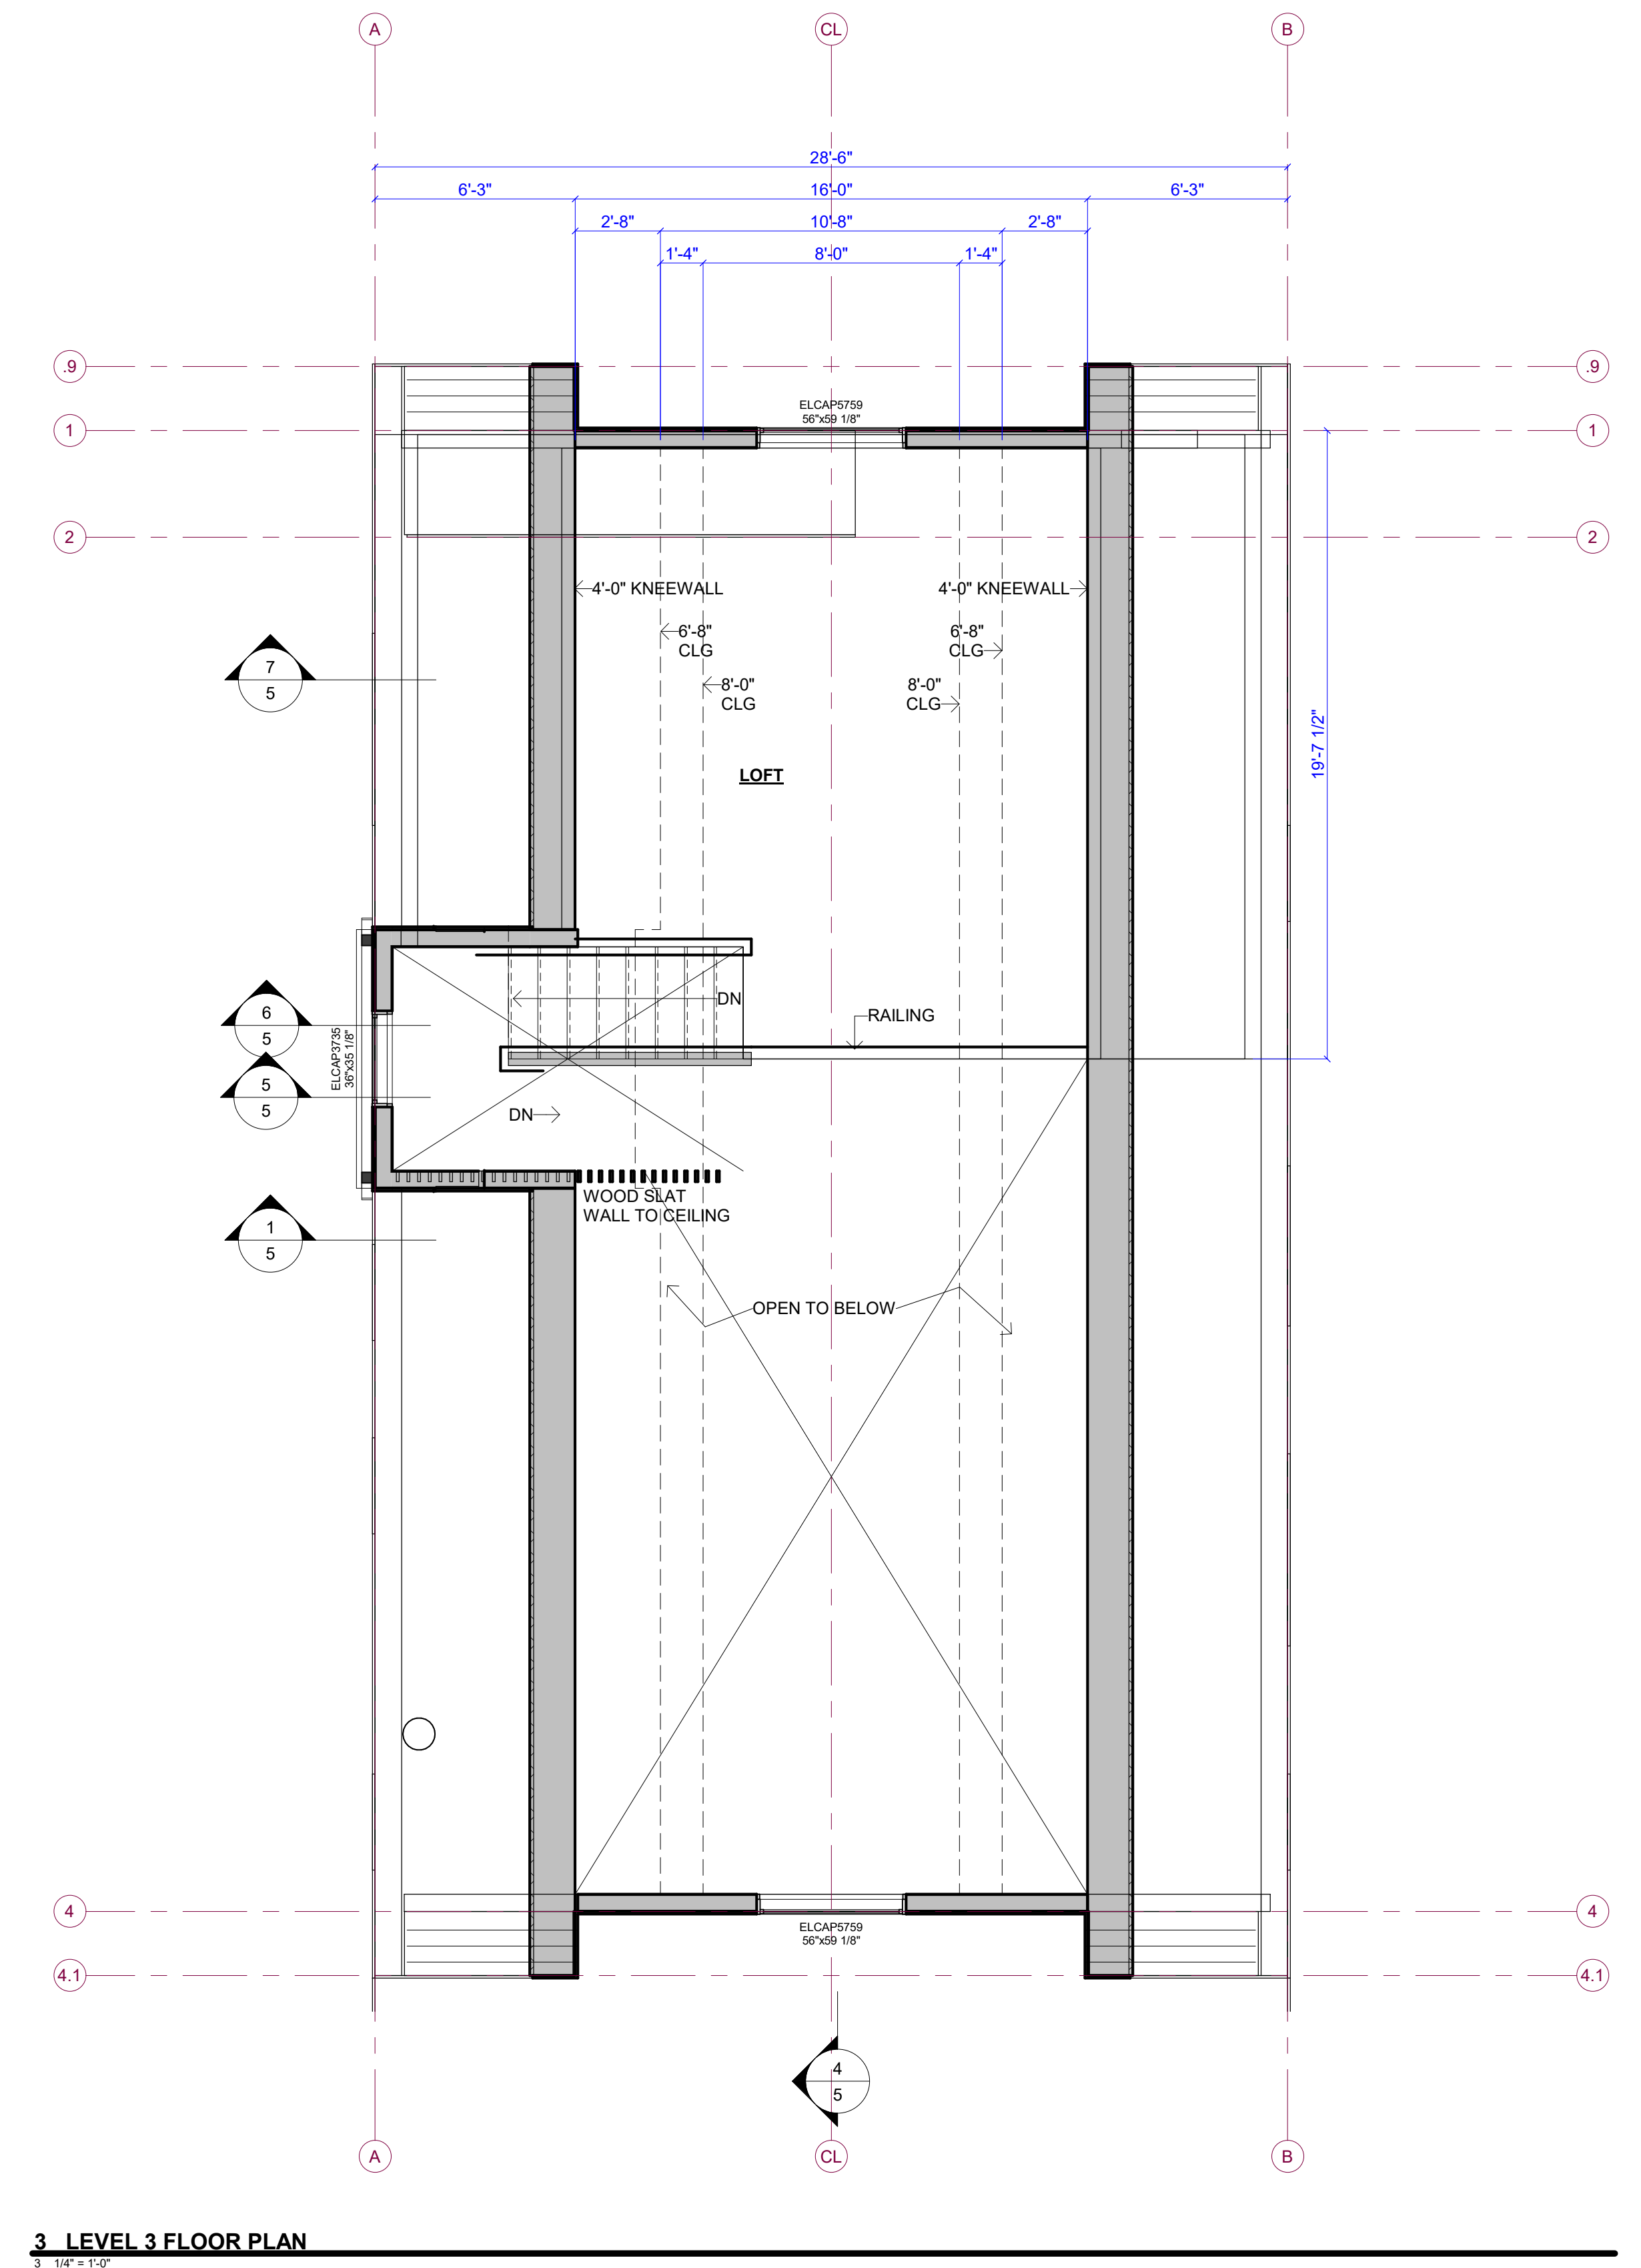 A CL B
28'-6"
6'-3" 16'-0" 6'-3"
2'-8" 10'-8" 2'-8"
1'-4" 8'-0" 1'-4"
.9 .9
ELCAP5759
56"x59 1/8"
1 1
2 2
4'-0" KNEEWALL 4'-0" KNEEWALL
6'-8" 6'-8"
CLG CLG
7
5
8'-0" 8'-0"
CLG CLG
19'-7 1/2"
LOFT
DN
6
5
RAILING
ELCAP3735
36"x35 1/8"
5
5
DN
WOOD SLAT
WALL TO CEILING
1
5
OPEN TO BELOW
4 4
ELCAP5759
56"x59 1/8"
4.1 4.1
4
5
A CL B
3 LEVEL 3 FLOOR PLAN
3 1/4" = 1'-0"